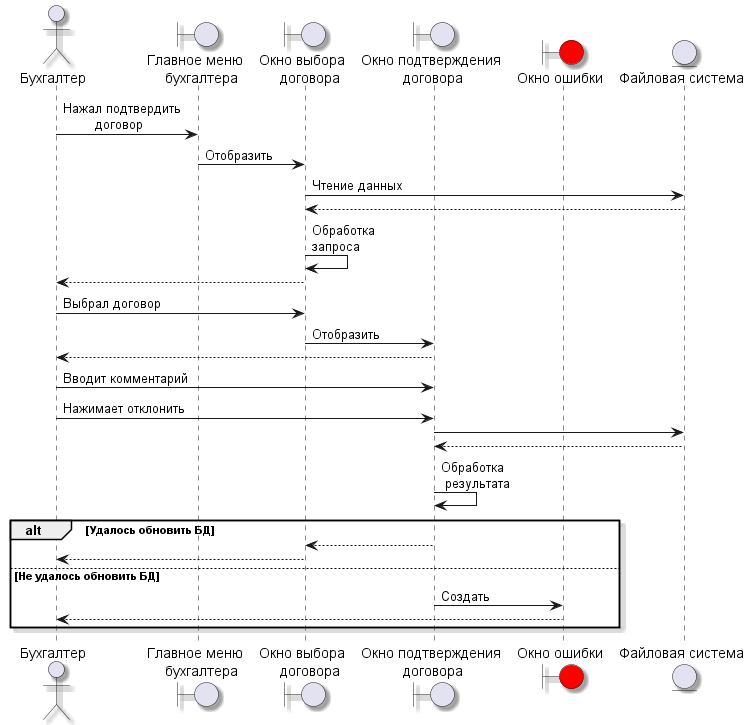 Бухгалтер
Главное меню
бухгалтера
Окно выбора
договора
Окно подтверждения
договора
Окно ошибки
Файловая система
Нажал подтвердить
договор
Отобразить
Чтение данных
Обработка
запроса
Выбрал договор
Отобразить
Вводит комментарий
Нажимает отклонить
Обработка
результата
alt
[Удалось обновить БД]
[Не удалось обновить БД]
Создать
Бухгалтер
Главное меню
бухгалтера
Окно выбора
договора
Окно подтверждения
договора
Окно ошибки
Файловая система